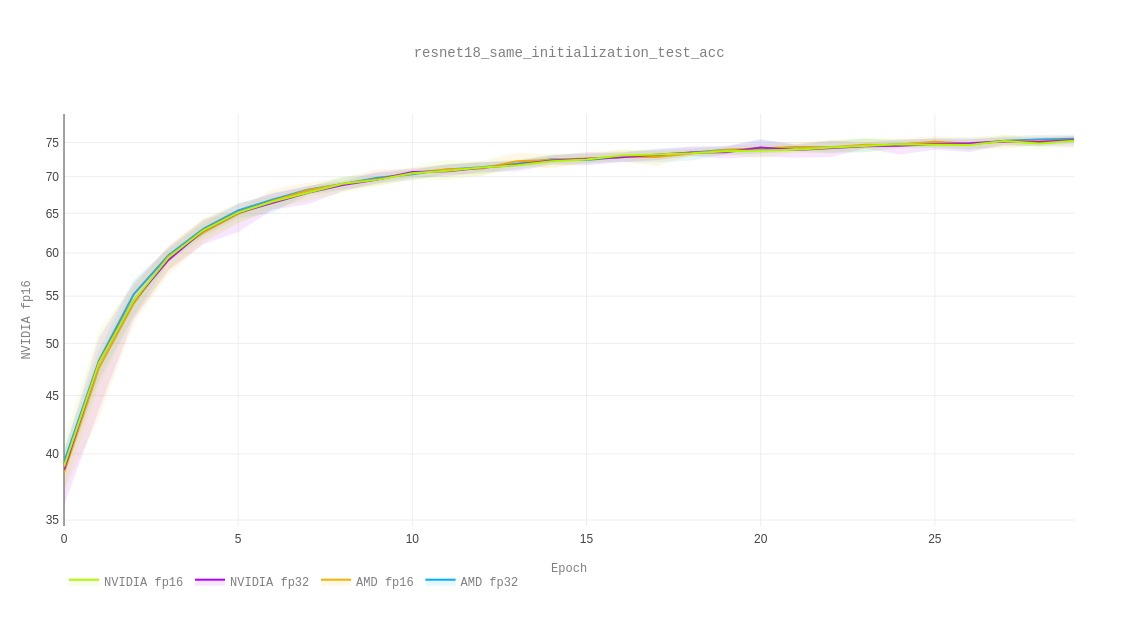 resnet18_same_initialization_test_acc
75
70
65
60
55
50
45
40
35
NVIDIA fp16
0 5 10 15 20 25
Epoch
NVIDIA fp16 NVIDIA fp32 AMD fp16 AMD fp32